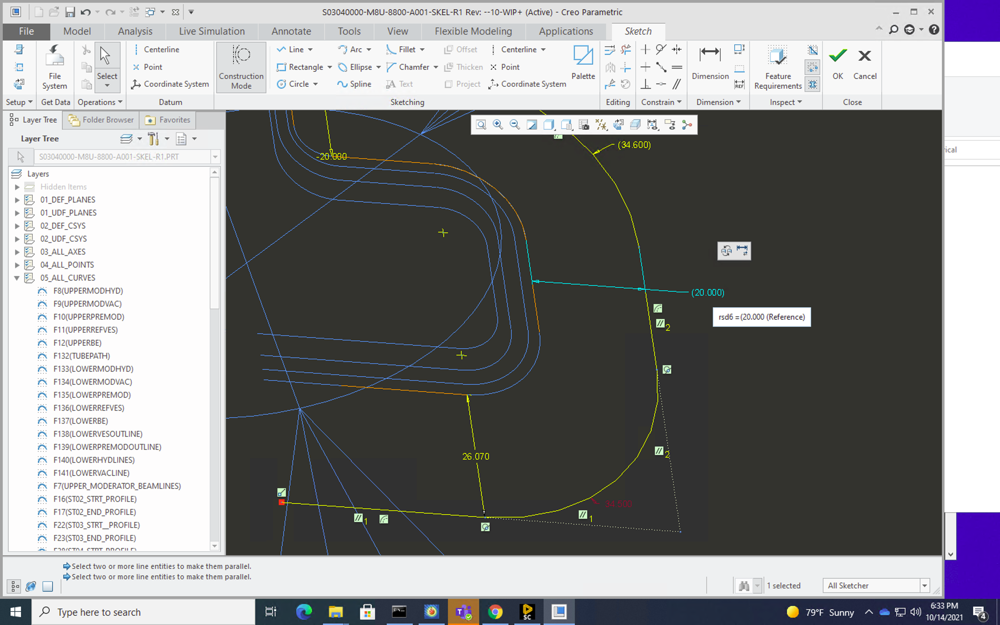 S03040000-M8U-8800-A001-SKEL-R1 Rev: --10-WIP+ (Active) - Creo Parametric
File Model Analysis Live Simulation Annotate Tools View Flexible Modeling Applications Sketch
Centerline Line Arc Fillet Offset Centerline
Point Rectangle Ellipse Chamfer Thicken Point
Coordinate System Circle Spline Text Project Coordinate System
File System
Select
Construction Mode
Palette
REF
Dimension
Feature Requirements
OK Cancel
Setup Get Data Operations Datum Sketching Editing Constrain Dimension Inspect Close
Layer Tree Folder Browser Favorites
Layer Tree
S03040000-M8U-8800-A001-SKEL-R1.PRT
Layers
Hidden Items
01_DEF_PLANES
01_UDF_PLANES
02_DEF_CSYS
02_UDF_CSYS
03_ALL_AXES
04_ALL_POINTS
05_ALL_CURVES
F8(UPPERMODHYD)
F9(UPPERMODVAC)
F10(UPPERPREMOD)
F11(UPPERREFVES)
F12(UPPERBE)
F132(TUBEPATH)
F133(LOWERMODHYD)
F134(LOWERMODVAC)
F135(LOWERPREMOD)
F136(LOWERREFVES)
F137(LOWERBE)
F138(LOWERVESOUTLINE)
F139(LOWERPREMODOUTLINE)
F140(LOWERHYDLINES)
F141(LOWERVACLINE)
F7(UPPER_MODERATOR_BEAMLINES)
F16(ST02_STRT_PROFILE)
F17(ST02_END_PROFILE)
F22(ST03_STRT__PROFILE)
F23(ST03_END_PROFILE)
(34.600)
-20.000
(20.000)
2
rsd6 =(20.000 (Reference)
26.070
2
34.500
1
1
T
ical
Select two or more line entities to make them parallel.
Select two or more line entities to make them parallel.
1 selected All Sketcher
Type here to search
SC
79°F Sunny
6:33 PM
10/14/2021
4